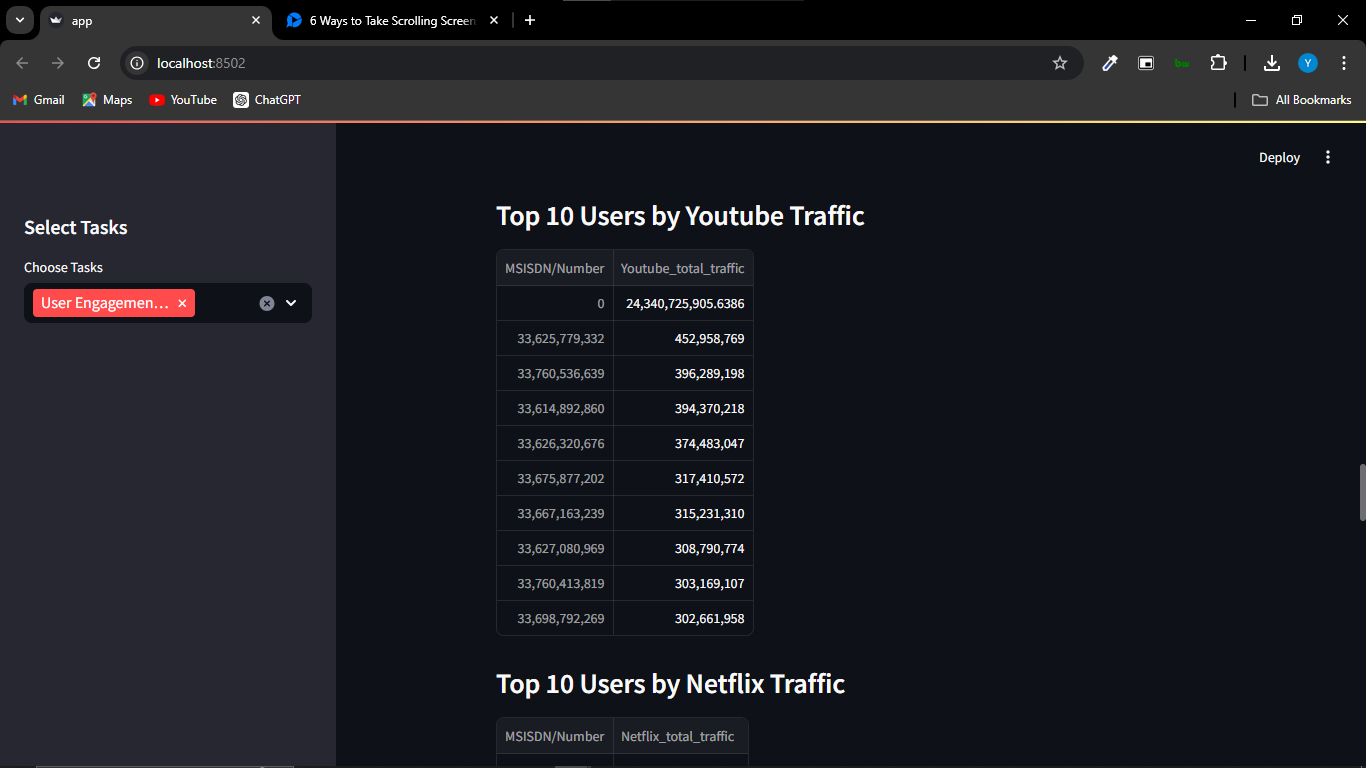 app
6 Ways to Take Scrolling Screen
localhost:8502
Y
Gmail
Maps
YouTube
ChatGPT
All Bookmarks
Deploy
Select Tasks
Choose Tasks
User Engagemen...
Top 10 Users by Youtube Traffic
MSISDN/Number Youtube_total_traffic
0 24,340,725,905.6386
33,625,779,332 452,958,769
33,760,536,639 396,289,198
33,614,892,860 394,370,218
33,626,320,676 374,483,047
33,675,877,202 317,410,572
33,667,163,239 315,231,310
33,627,080,969 308,790,774
33,760,413,819 303,169,107
33,698,792,269 302,661,958
Top 10 Users by Netflix Traffic
MSISDN/Number Netflix_total_traffic